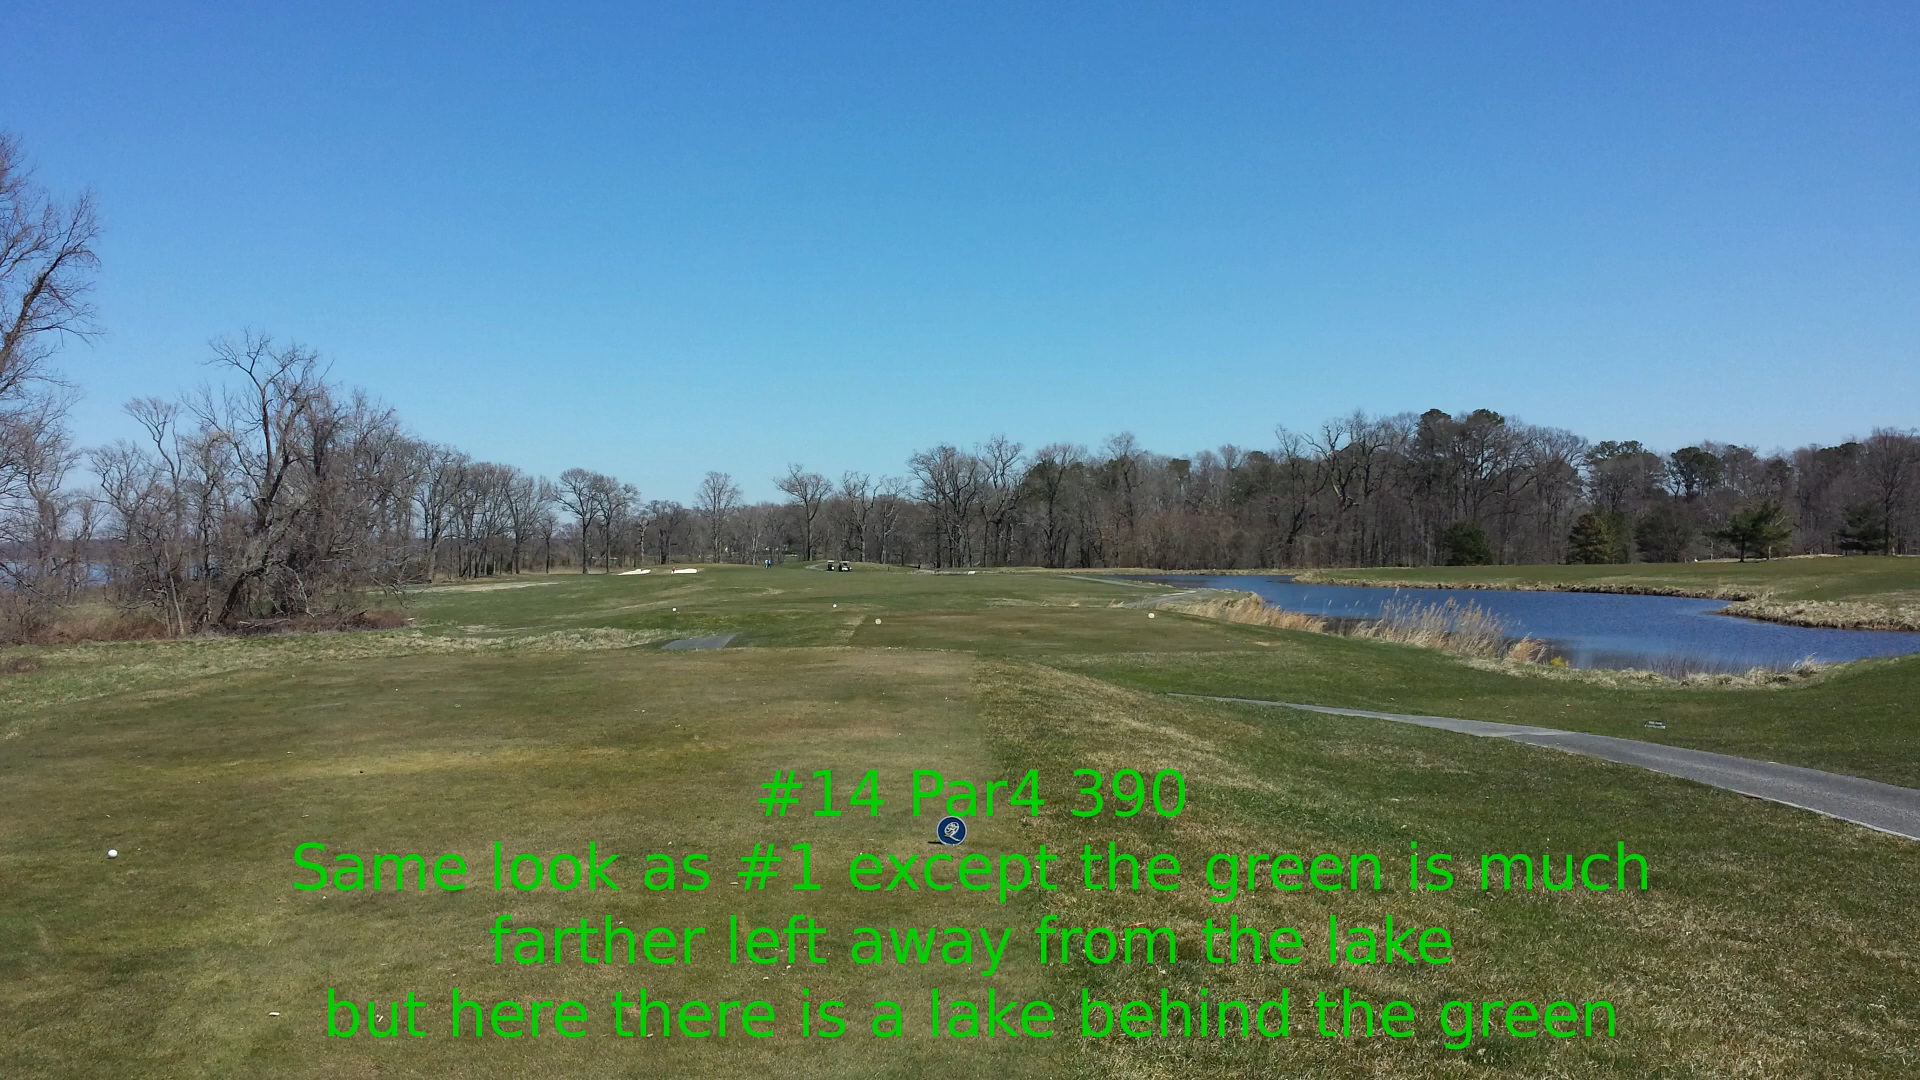 #14 Par4 390
Same look as #1 except the green is much
farther left away from the lake
but here there is a lake behind the green